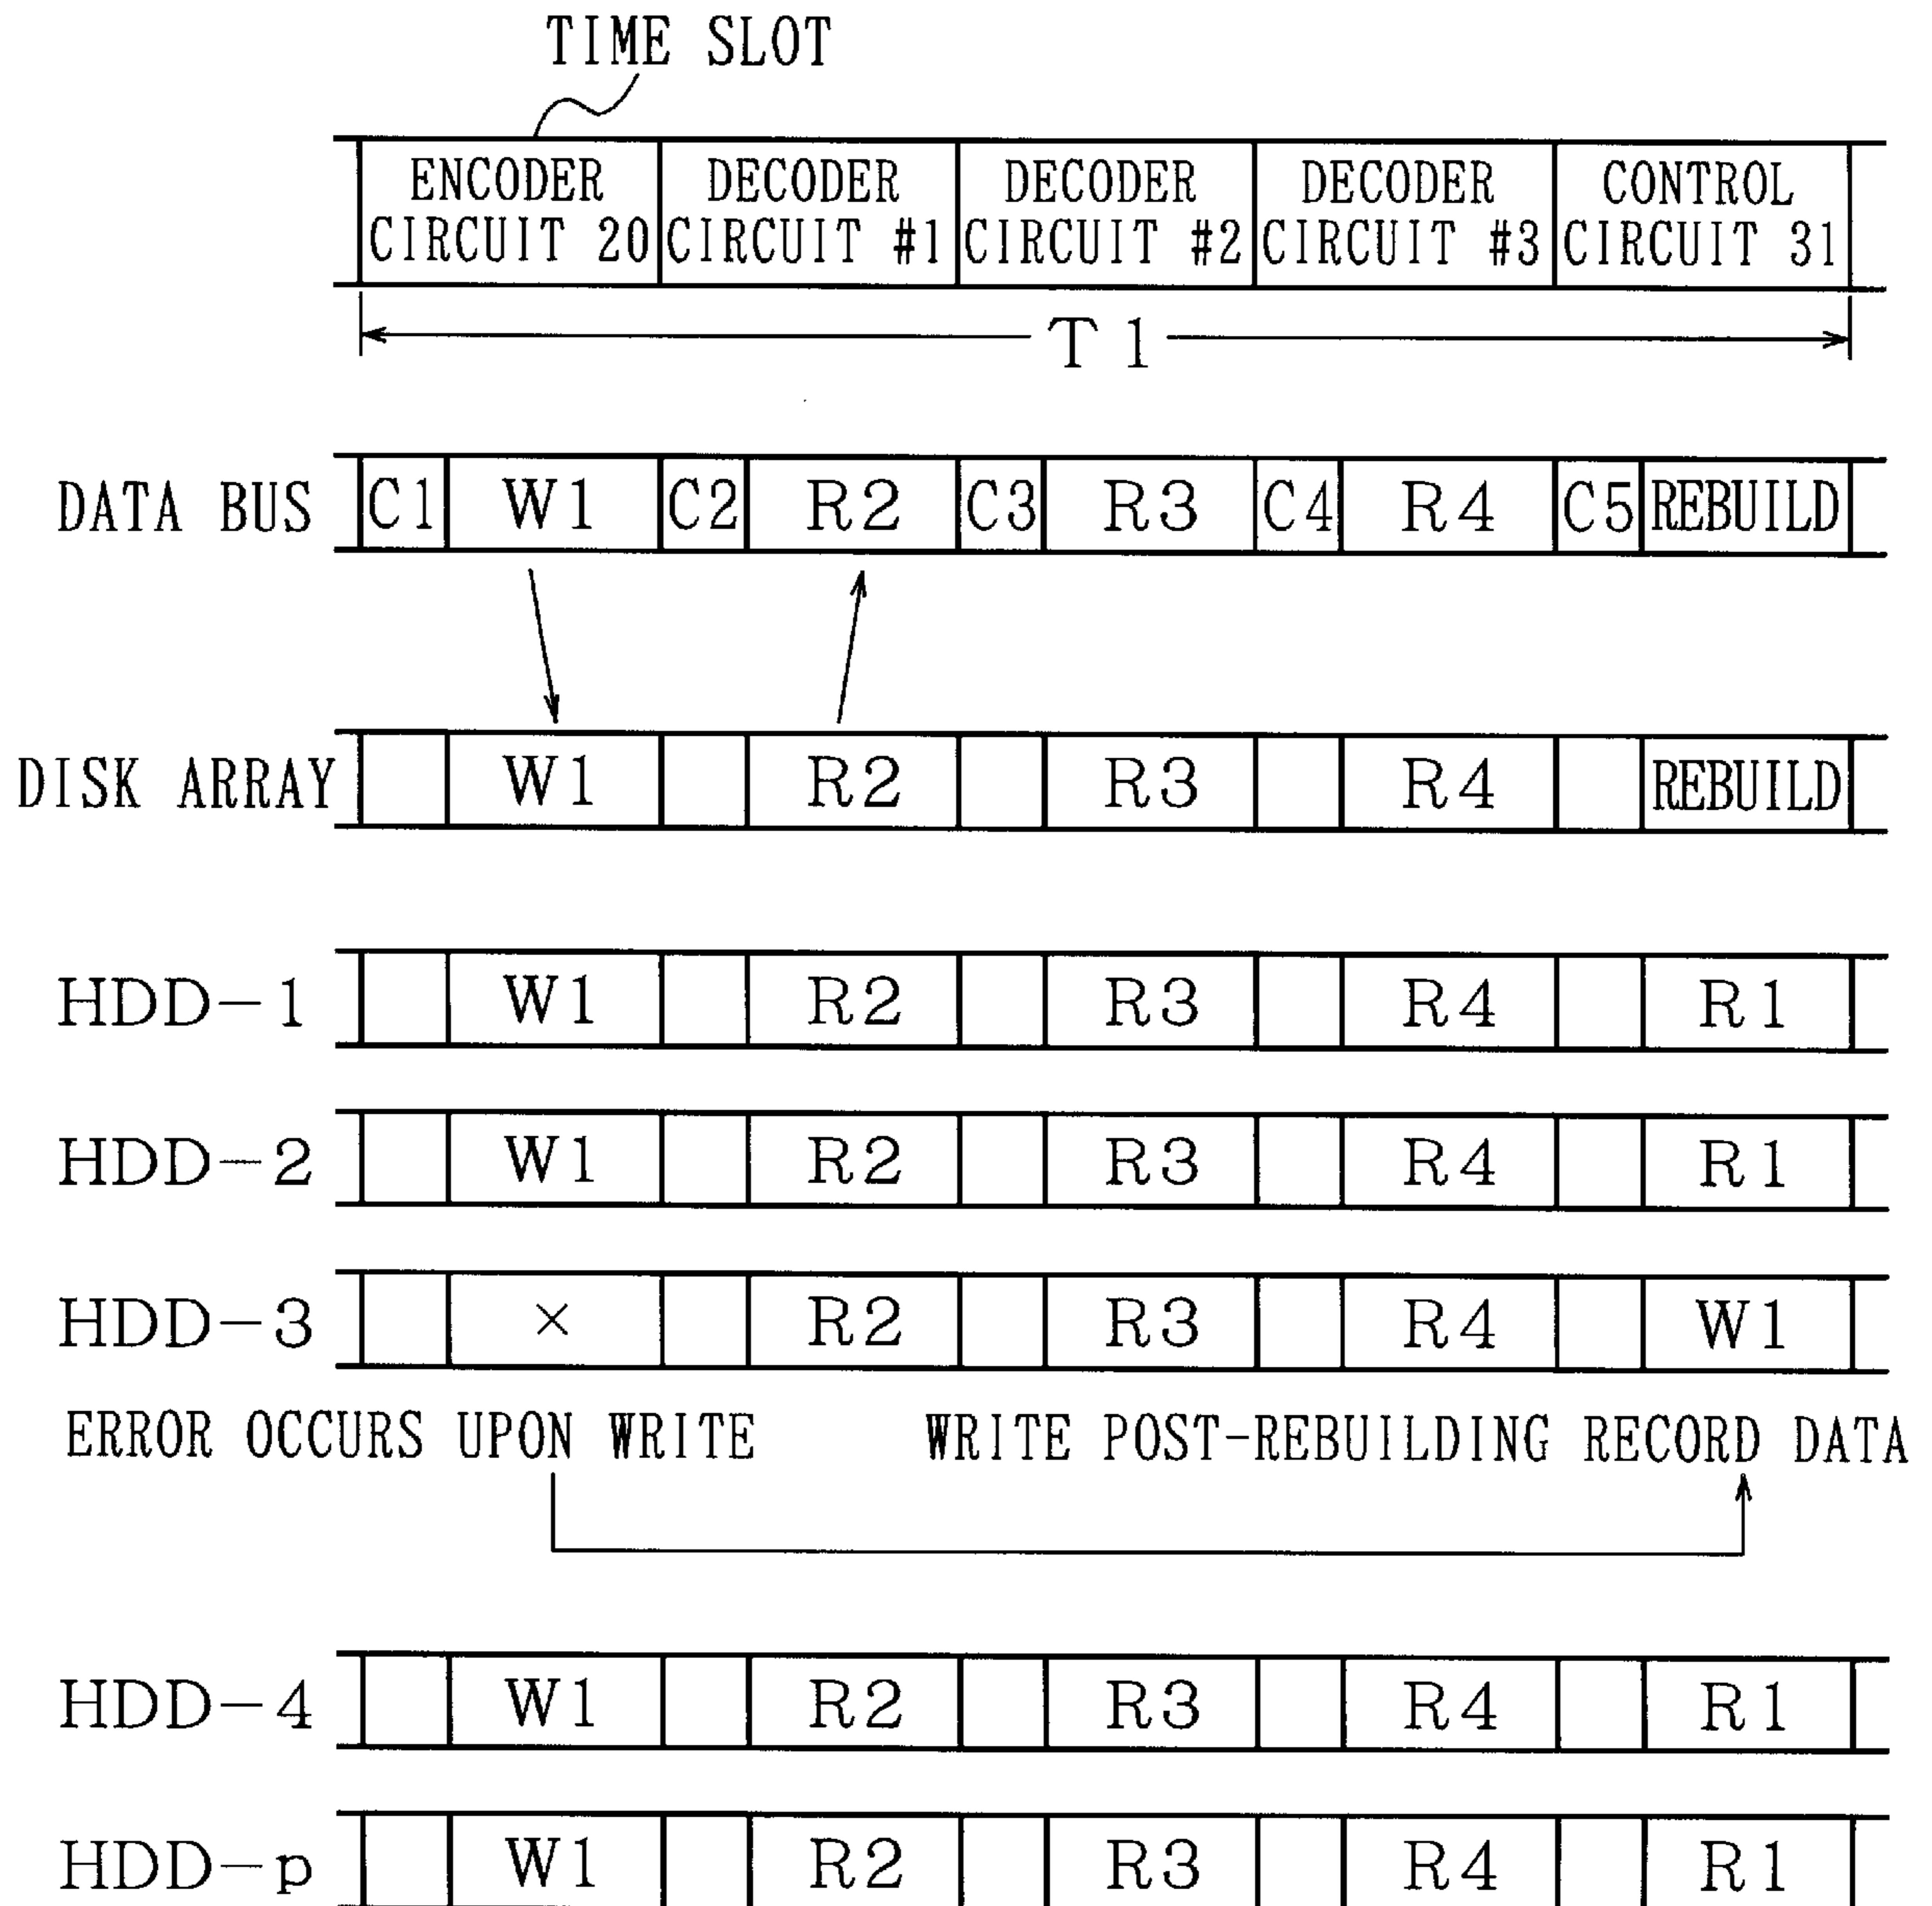 TIME SLOT
ENCODER CIRCUIT 20 DECODER CIRCUIT #1 DECODER CIRCUIT #2 DECODER CIRCUIT #3 CONTROL CIRCUIT 31
T1
DATA BUS C1 W1 C2 R2 C3 R3 C4 R4 C5 REBUILD
DISK ARRAY W1 R2 R3 R4 REBUILD
HDD-1 W1 R2 R3 R4 R1
HDD-2 W1 R2 R3 R4 R1
HDD-3 × R2 R3 R4 W1
ERROR OCCURS UPON WRITE WRITE POST-REBUILDING RECORD DATA
HDD-4 W1 R2 R3 R4 R1
HDD-p W1 R2 R3 R4 R1